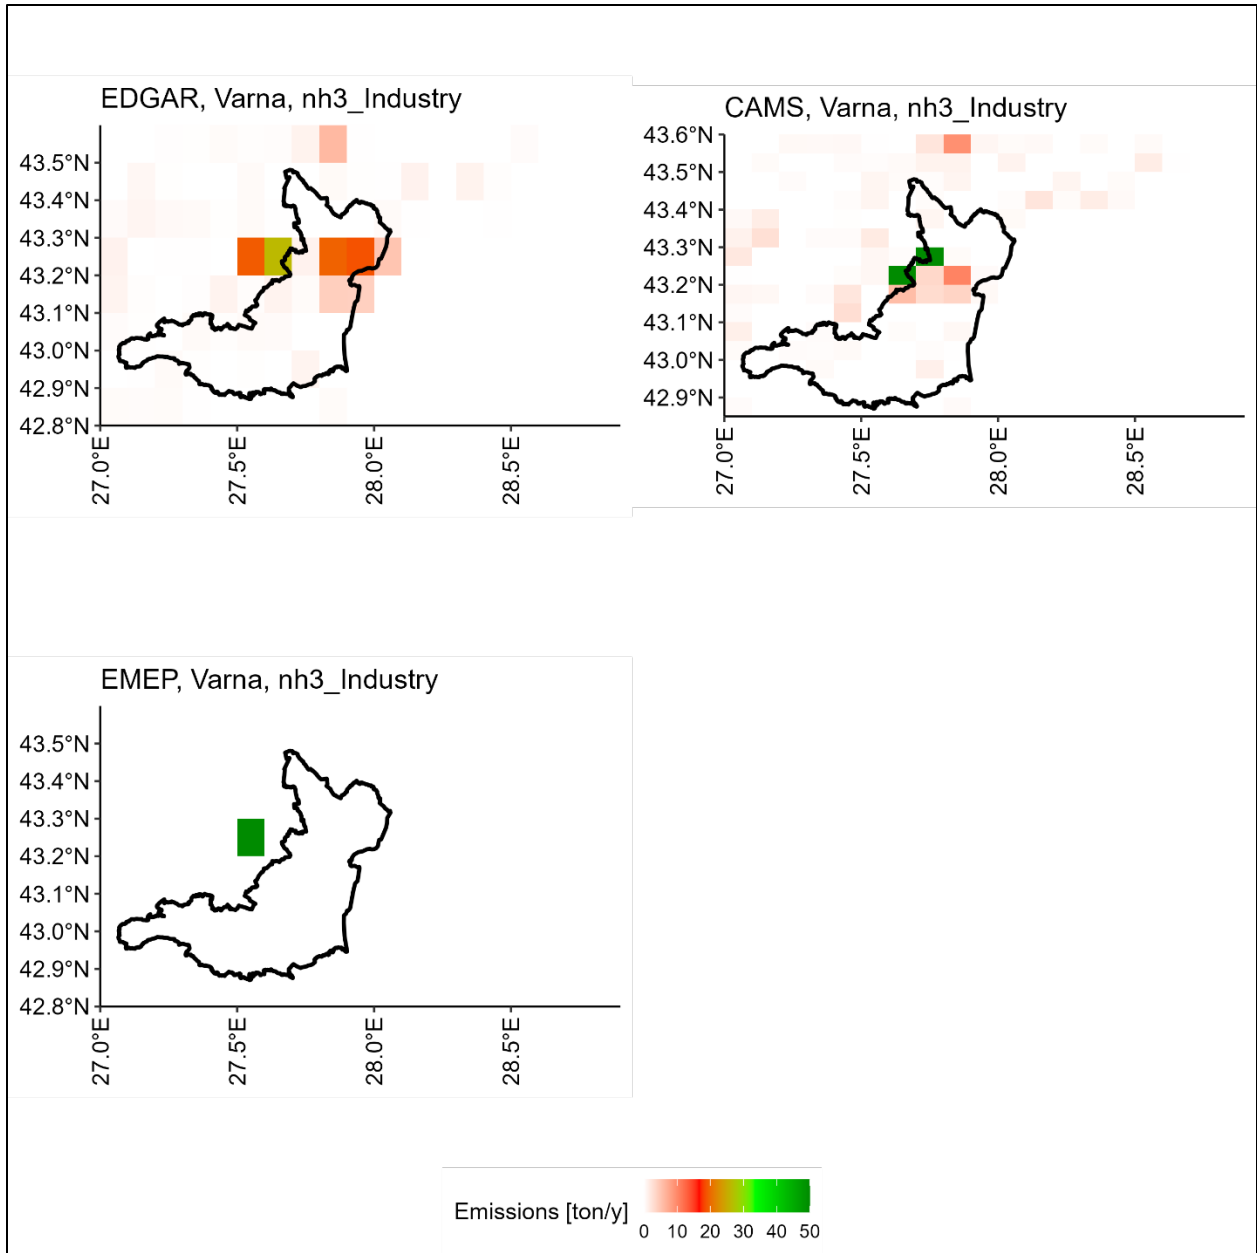 EDGAR, Varna, nh3_Industry
43.5°N
43.4°N
43.3°N
43.2°N
43.1°N
43.0°N
42.9°N
42.8°N
27.0°E
27.5°E
28.0°E
28.5°E
CAMS, Varna, nh3_Industry
43.6°N
43.5°N
43.4°N
43.3°N
43.2°N
43.1°N
43.0°N
42.9°N
27.0°E
27.5°E
28.0°E
28.5°E
EMEP, Varna, nh3_Industry
43.5°N
43.4°N
43.3°N
43.2°N
43.1°N
43.0°N
42.9°N
42.8°N
27.0°E
27.5°E
28.0°E
28.5°E
Emissions [ton/y]
0 10 20 30 40 50